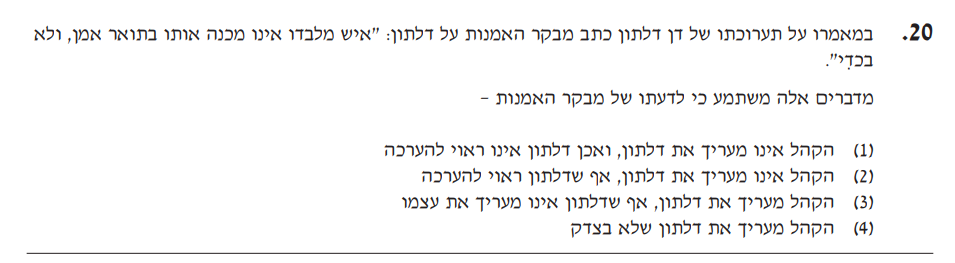 20. במאמרו על תערוכתו של דן דלתון כתב מבקר האמנות על דלתון: "איש מלבדו אינו מכנה אותו בתואר אמן, ולא
בכדִי".
מדברים אלה משתמע כי לדעתו של מבקר האמנות –
(1) הקהל אינו מעריך את דלתון, ואכן דלתון אינו ראוי להערכה
(2) הקהל אינו מעריך את דלתון, אף שדלתון ראוי להערכה
(3) הקהל מעריך את דלתון, אף שדלתון אינו מעריך את עצמו
(4) הקהל מעריך את דלתון שלא בצדק